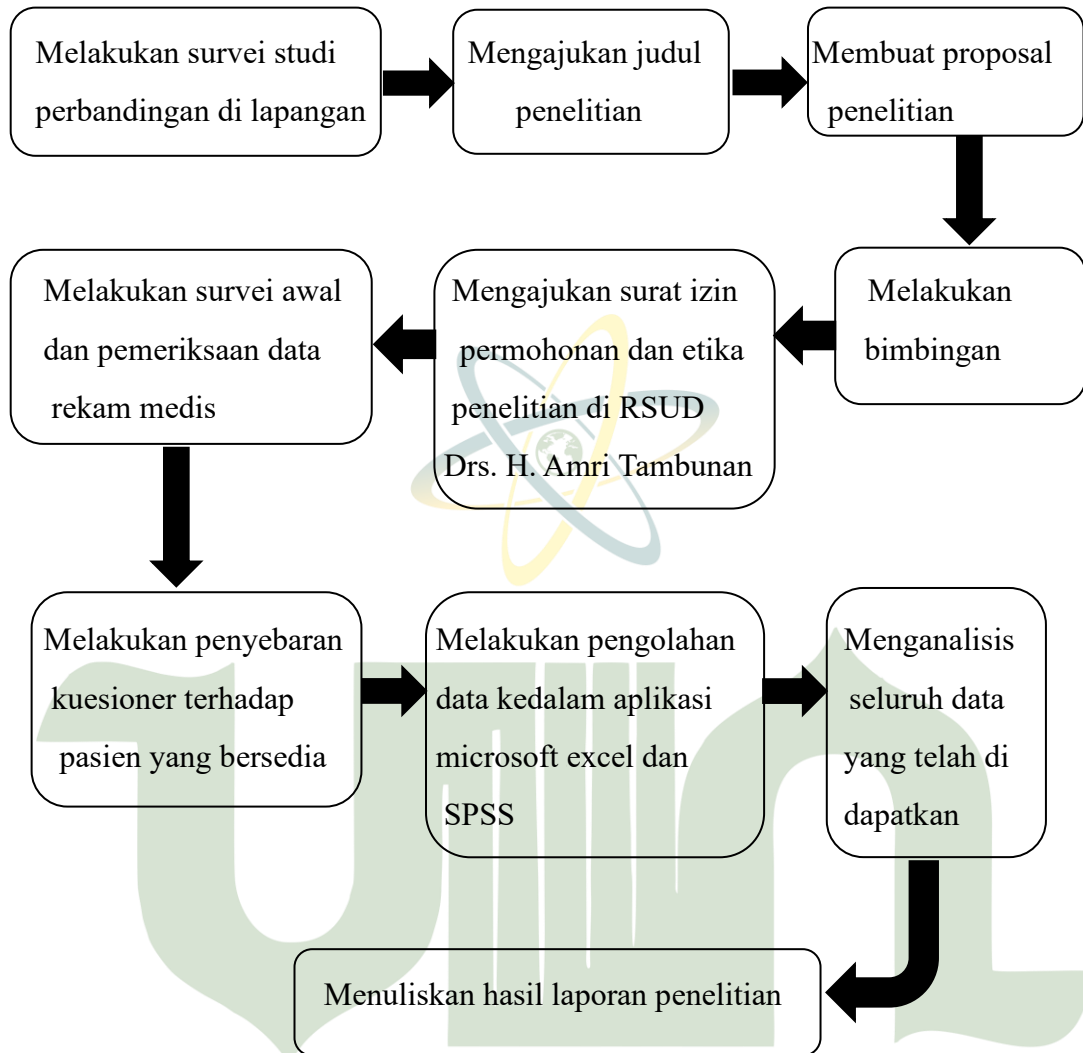 Melakukan survei studi
perbandingan di lapangan
Mengajukan judul
penelitian
Membuat proposal
penelitian
Melakukan
bimbingan
Mengajukan surat izin
permohonan dan etika
penelitian di RSUD
Drs. H. Amri Tambunan
Melakukan survei awal
dan pemeriksaan data
rekam medis
Melakukan penyebaran
kuesioner terhadap
pasien yang bersedia
Melakukan pengolahan
data kedalam aplikasi
microsoft excel dan
SPSS
Menganalisis
seluruh data
yang telah di
dapatkan
Menuliskan hasil laporan penelitian